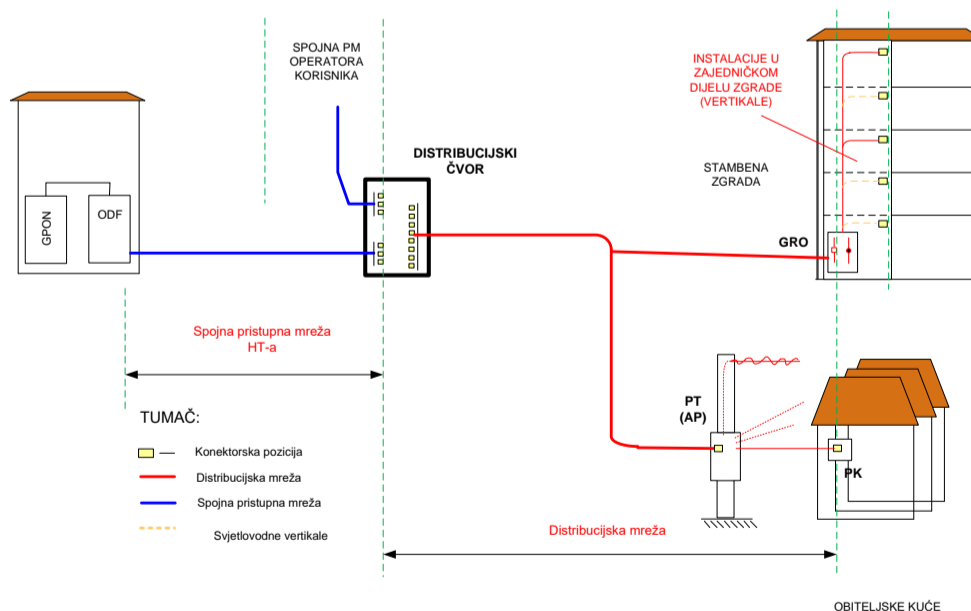 SPOJNA PM
OPERATORA
KORISNIKA
INSTALACIJE U
ZAJEDNIČKOM
DIJELU ZGRADE
(VERTIKALE)
DISTRIBUCIJSKI
ČVOR
STAMBENA
ZGRADA
GPON
ODF
GRO
Spojna pristupna mreža
HT-a
PT
(AP)
PK
TUMAČ:
Konektorska pozicija
Distribucijska mreža
Spojna pristupna mreža
Svjetlovodne vertikale
Distribucijska mreža
OBITELJSKE KUĆE